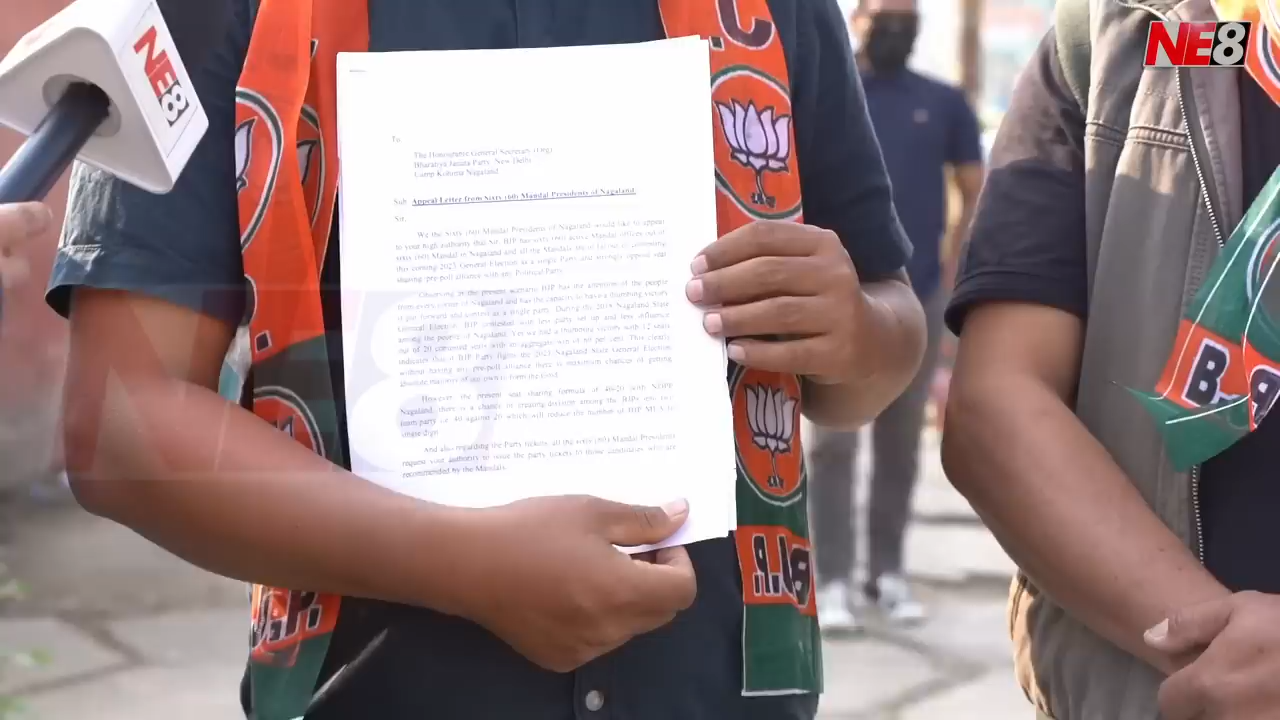 NE8
NE8
To
The Honourable General Secretary (Org)
Bharatiya Janata Party, New Delhi
Camp Kohima Nagaland
Sub: Appeal Letter from Sixty (60) Mandal Presidents of Nagaland.
Sir,
We the Sixty (60) Mandal Presidents of Nagaland would like to appeal
to your high authority that Sir, BJP has sixty (60) active Mandal offices out of
sixty (60) Mandal in Nagaland and all the Mandals are in favour of contesting
this coming 2023 General Election as a single Party and strongly oppose seat
sharing/pre-poll alliance with any Political Party.
Observing at the present scenario BJP has the attention of the people
from every corner of Nagaland and has the capacity to have a thumbing victory
if put forward and contest as a single party. During the 2018 Nagaland State
General Election, BJP contested with less party set up and less influence
among the people of Nagaland. Yet we had a thumbing victory with 12 seats
out of 20 contested seats with an aggregate win of 60 per cent. This clearly
indicates that if BJP Party fights the 2023 Nagaland State General Election
without having any pre-poll alliance there is maximum chances of getting
absolute majority of our own to form the Govt.
However, the present seat sharing formula of 40/20 with NDPP
Nagaland, there is a chance of creating division among the BJP into two
team/party i.e. 40 against 20 which will reduce the number of BJP MLA to
single digit.
And also regarding the Party tickets, all the sixty (60) Mandal Presidents
request your authority to issue the party tickets to those candidates who are
recommended by the Mandals.
B.J.P.